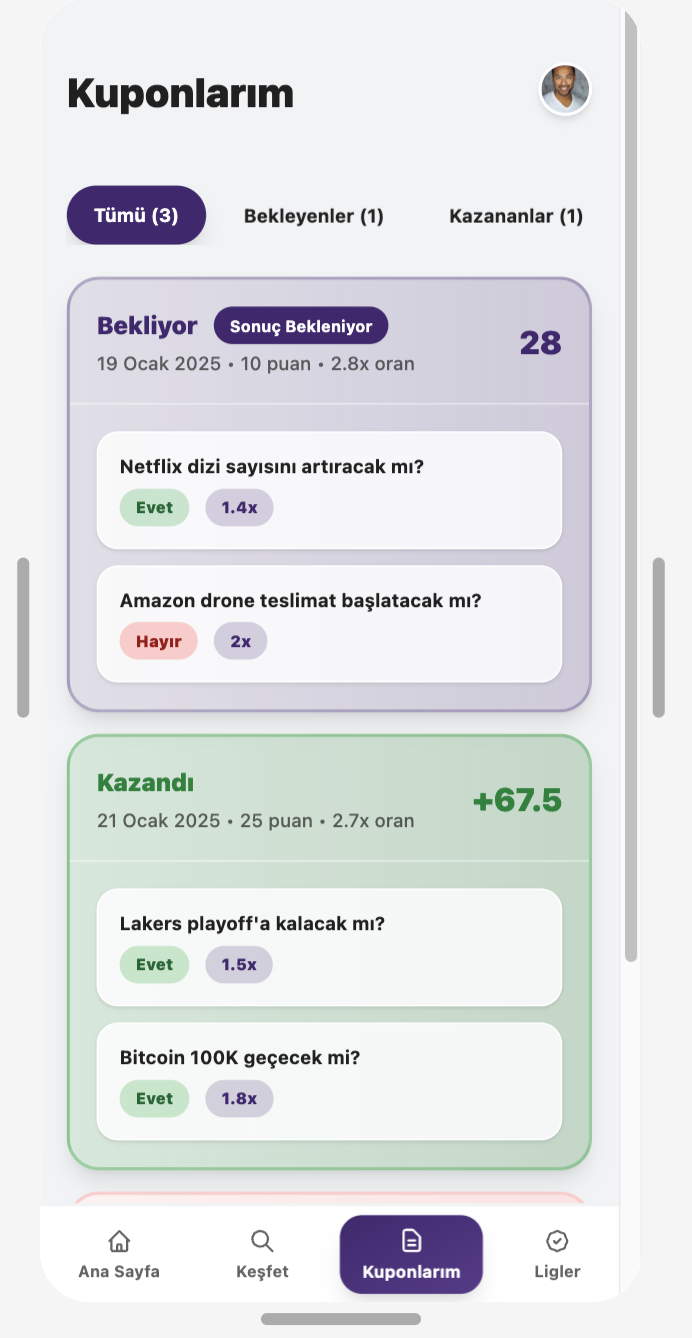 Kuponlarım
Tümü (3) Bekleyenler (1) Kazananlar (1)
Bekliyor Sonuç Bekleniyor
28
19 Ocak 2025 • 10 puan • 2.8x oran
Netflix dizi sayısını artıracak mı?
Evet 1.4x
Amazon drone teslimat başlatacak mı?
Hayır 2x
Kazandı
+67.5
21 Ocak 2025 • 25 puan • 2.7x oran
Lakers playoff'a kalacak mı?
Evet 1.5x
Bitcoin 100K geçecek mi?
Evet 1.8x
Ana Sayfa Keşfet Kuponlarım Ligler